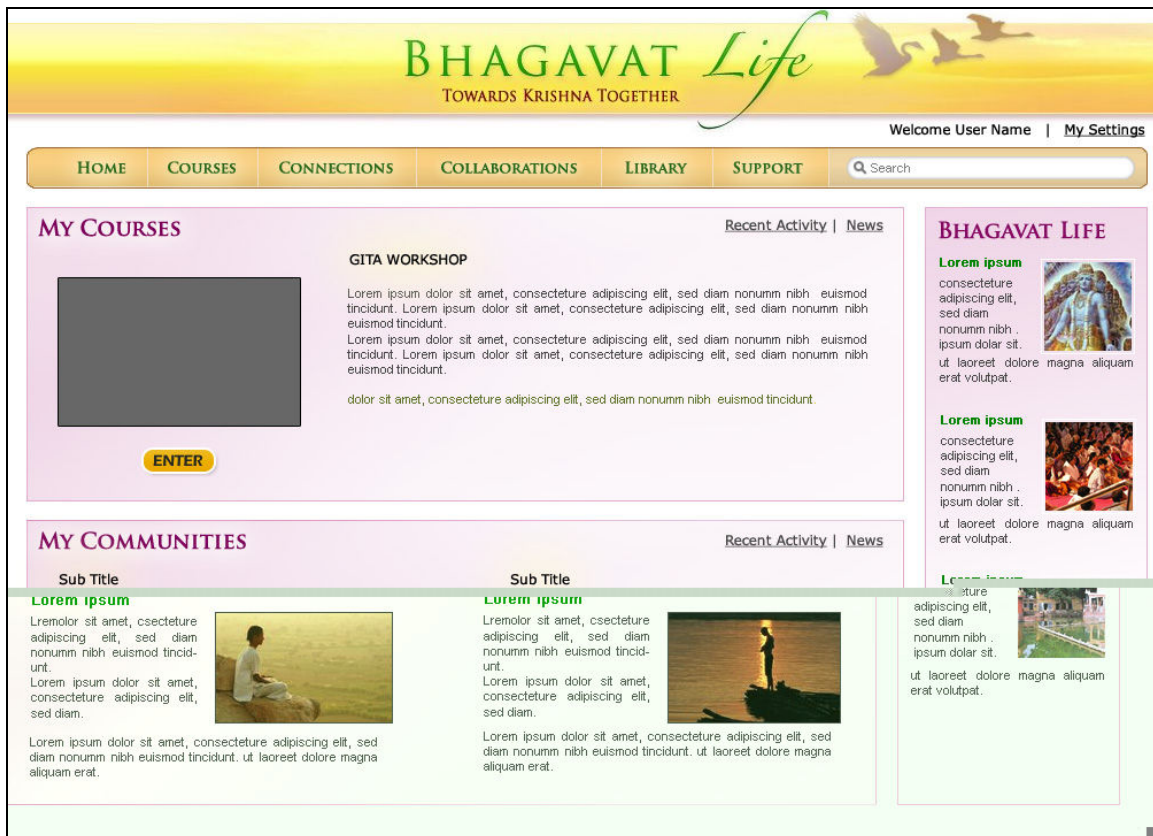 BHAGAVAT Life
TOWARDS KRISHNA TOGETHER
Welcome User Name | My Settings
HOME COURSES CONNECTIONS COLLABORATIONS LIBRARY SUPPORT Search
MY COURSES
Recent Activity | News
GITA WORKSHOP
Lorem ipsum dolor sit amet, consecteture adipiscing elit, sed diam nonumm nibh euismod
tincidunt. Lorem ipsum dolor sit amet, consecteture adipiscing elit, sed diam nonumm nibh
euismod tincidunt.
Lorem ipsum dolor sit amet, consecteture adipiscing elit, sed diam nonumm nibh euismod
tincidunt. Lorem ipsum dolor sit amet, consecteture adipiscing elit, sed diam nonumm nibh
euismod tincidunt.
dolor sit amet, consecteture adipiscing elit, sed diam nonumm nibh euismod tincidunt.
ENTER
MY COMMUNITIES
Recent Activity | News
Sub Title
Lorem ipsum
Lremolor sit amet, csecteture
adipiscing elit, sed diam
nonumm nibh euismod tincid-
unt.
Lorem ipsum dolor sit amet,
consecteture adipiscing elit,
sed diam.
Lorem ipsum dolor sit amet, consectetur adipiscing elit, sed
diam nonumm nibh euismod tincidunt. ut laoreet dolore magna
aliquam erat.
Sub Title
Lorem ipsum
Lremolor sit amet, csecteture
adipiscing elit, sed diam
nonumm nibh euismod tincid-
unt.
Lorem ipsum dolor sit amet,
consecteture adipiscing elit,
sed diam.
Lorem ipsum dolor sit amet, consecteture adipiscing elit, sed
diam nonumm nibh euismod tincidunt. ut laoreet dolore magna
aliquam erat.
BHAGAVAT LIFE
Lorem ipsum
consecteture
adipiscing elit,
sed diam
nonumm nibh .
ipsum dolar sit.
ut laoreet dolore magna aliquam
erat volutpat.
Lorem ipsum
consecteture
adipiscing elit,
sed diam
nonumm nibh .
ipsum dolar sit.
ut laoreet dolore magna aliquam
erat volutpat.
adipiscing elit,
sed diam
nonumm nibh .
ipsum dolar sit.
ut laoreet dolore magna aliquam
erat volutpat.